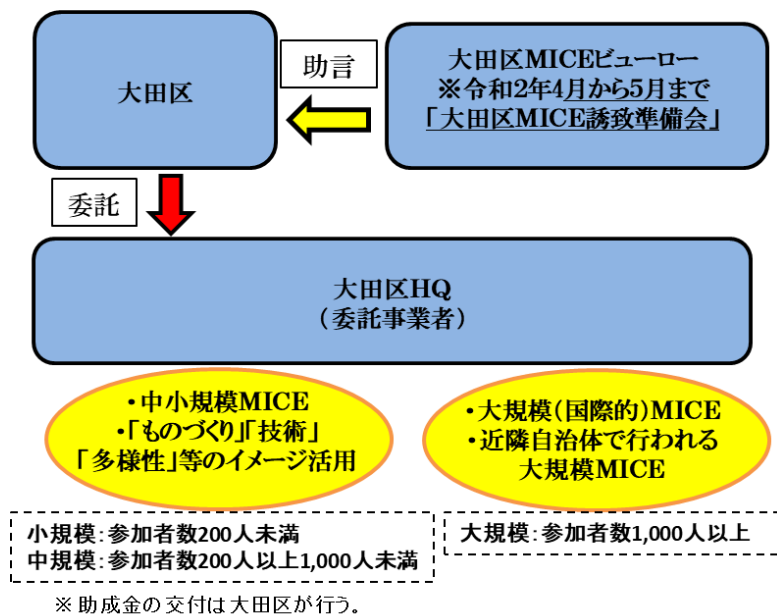 大田区
助言
大田区MICEビューロー
※令和2年4月から5月まで
「大田区MICE誘致準備会」
委託
大田区HQ
（委託事業者）
・中小規模MICE
・「ものづくり」「技術」
「多様性」等のイメージ活用
・大規模（国際的）MICE
・近隣自治体で行われる
大規模MICE
小規模：参加者数200人未満
中規模：参加者数200人以上1,000人未満
大規模：参加者数1,000人以上
※助成金の交付は大田区が行う。